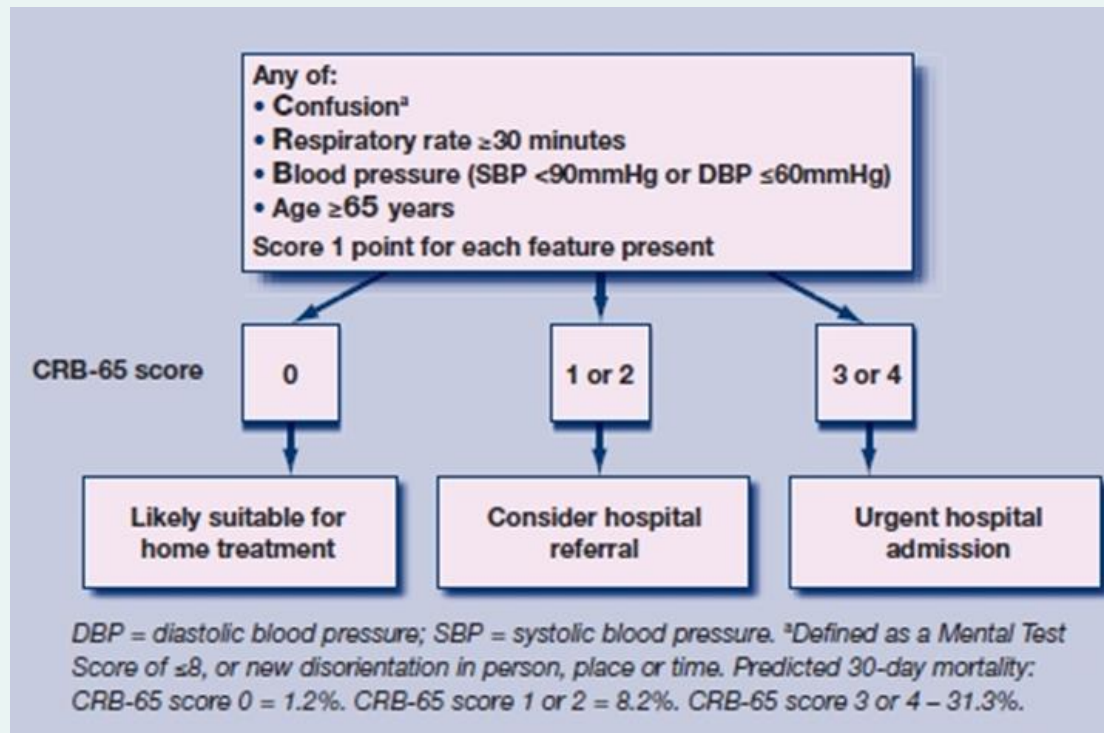 Any of:
• Confusionᵃ
• Respiratory rate ≥30 minutes
• Blood pressure (SBP <90mmHg or DBP ≤60mmHg)
• Age ≥65 years
Score 1 point for each feature present
CRB-65 score
0
1 or 2
3 or 4
Likely suitable for
home treatment
Consider hospital
referral
Urgent hospital
admission
DBP = diastolic blood pressure; SBP = systolic blood pressure. ᵃDefined as a Mental Test
Score of ≤8, or new disorientation in person, place or time. Predicted 30-day mortality:
CRB-65 score 0 = 1.2%. CRB-65 score 1 or 2 = 8.2%. CRB-65 score 3 or 4 – 31.3%.